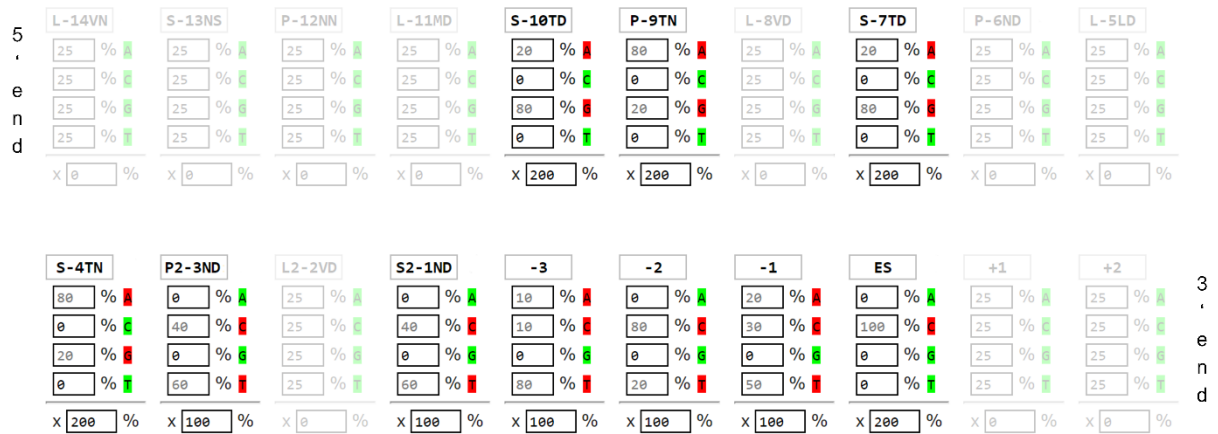 5 ‘ e n d
L-14VN S-13NS P-12NN L-11MD S-10TD P-9TN L-8VD S-7TD P-6ND L-5LD
25 % A 25 % A 25 % A 25 % A 20 % A 80 % A 25 % A 20 % A 25 % A 25 % A
25 % C 25 % C 25 % C 25 % C 0 % C 0 % C 25 % C 0 % C 25 % C 25 % C
25 % G 25 % G 25 % G 25 % G 80 % G 20 % G 25 % G 80 % G 25 % G 25 % G
25 % T 25 % T 25 % T 25 % T 0 % T 0 % T 25 % T 0 % T 25 % T 25 % T
x 0 % x 0 % x 0 % x 0 % x 200 % x 200 % x 0 % x 200 % x 0 % x 0 %
S-4TN P2-3ND L2-2VD S2-1ND -3 -2 -1 ES +1 +2
80 % A 0 % A 25 % A 0 % A 10 % A 0 % A 20 % A 0 % A 25 % A 25 % A
0 % C 40 % C 25 % C 40 % C 10 % C 80 % C 30 % C 100 % C 25 % C 25 % C
20 % G 0 % G 25 % G 0 % G 0 % G 0 % G 0 % G 0 % G 25 % G 25 % G
0 % T 60 % T 25 % T 60 % T 80 % T 20 % T 50 % T 0 % T 25 % T 25 % T
x 200 % x 100 % x 0 % x 100 % x 100 % x 100 % x 100 % x 200 % x 0 % x 0 %
3 ‘ e n d